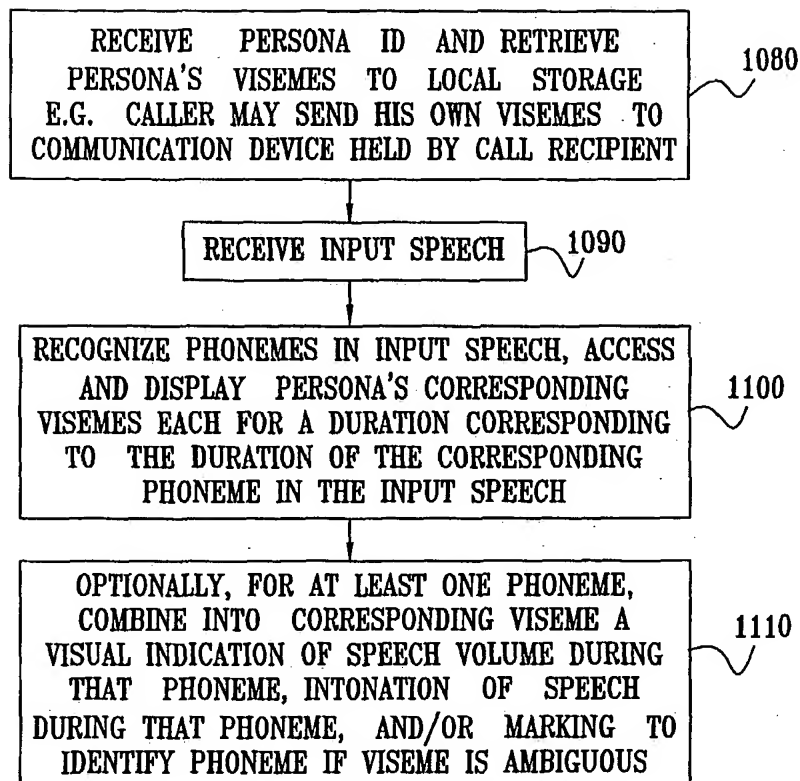 RECEIVE PERSONA ID AND RETRIEVE
PERSONA'S VISEMES TO LOCAL STORAGE
E.G. CALLER MAY SEND HIS OWN VISEMES TO
COMMUNICATION DEVICE HELD BY CALL RECIPIENT
1080
RECEIVE INPUT SPEECH
1090
RECOGNIZE PHONEMES IN INPUT SPEECH, ACCESS
AND DISPLAY PERSONA'S CORRESPONDING
VISEMES EACH FOR A DURATION CORRESPONDING
TO THE DURATION OF THE CORRESPONDING
PHONEME IN THE INPUT SPEECH
1100
OPTIONALLY, FOR AT LEAST ONE PHONEME,
COMBINE INTO CORRESPONDING VISEME A
VISUAL INDICATION OF SPEECH VOLUME DURING
THAT PHONEME, INTONATION OF SPEECH
DURING THAT PHONEME, AND/OR MARKING TO
IDENTIFY PHONEME IF VISEME IS AMBIGUOUS
1110